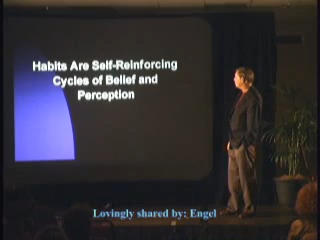 Habits Are Self-Reinforcing
Cycles of Belief and
Perception
Lovingly shared by: Engel